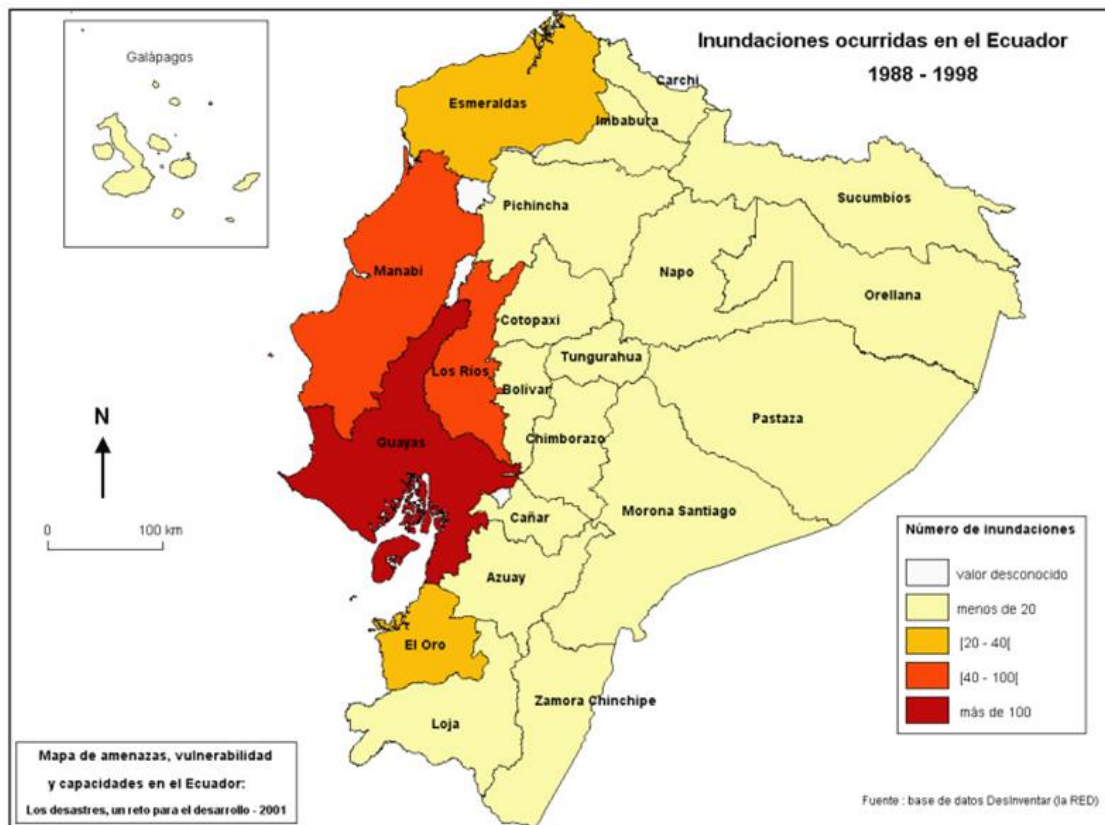 Inundaciones ocurridas en el Ecuador
1988 - 1998
Galápagos
Carchi
Esmeraldas
Imbabura
Sucumbíos
Pichincha
Manabí
Napo
Orellana
Cotopaxi
Tungurahua
Los Ríos
Bolívar
Pastaza
Chimborazo
Guayas
N
Morona Santiago
Cañar
0 100 km
Azuay
El Oro
Zamora Chinchipe
Loja
Número de inundaciones
valor desconocido
menos de 20
[20 - 40[
[40 - 100[
más de 100
Mapa de amenazas, vulnerabilidad
y capacidades en el Ecuador:
Los desastres, un reto para el desarrollo - 2001
Fuente : base de datos DesInventar (la RED)